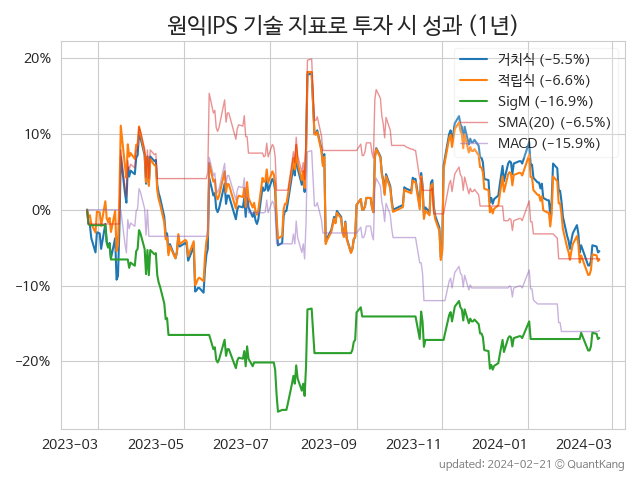 원익IPS 기술 지표로 투자 시 성과 (1년)
거치식 (−5.5%)
적립식 (−6.6%)
SigM (−16.9%)
SMA(20) (−6.5%)
MACD (−15.9%)
20%
10%
0%
−10%
−20%
2023-03 2023-05 2023-07 2023-09 2023-11 2024-01 2024-03
updated: 2024-02-21 ⓒ QuantKang